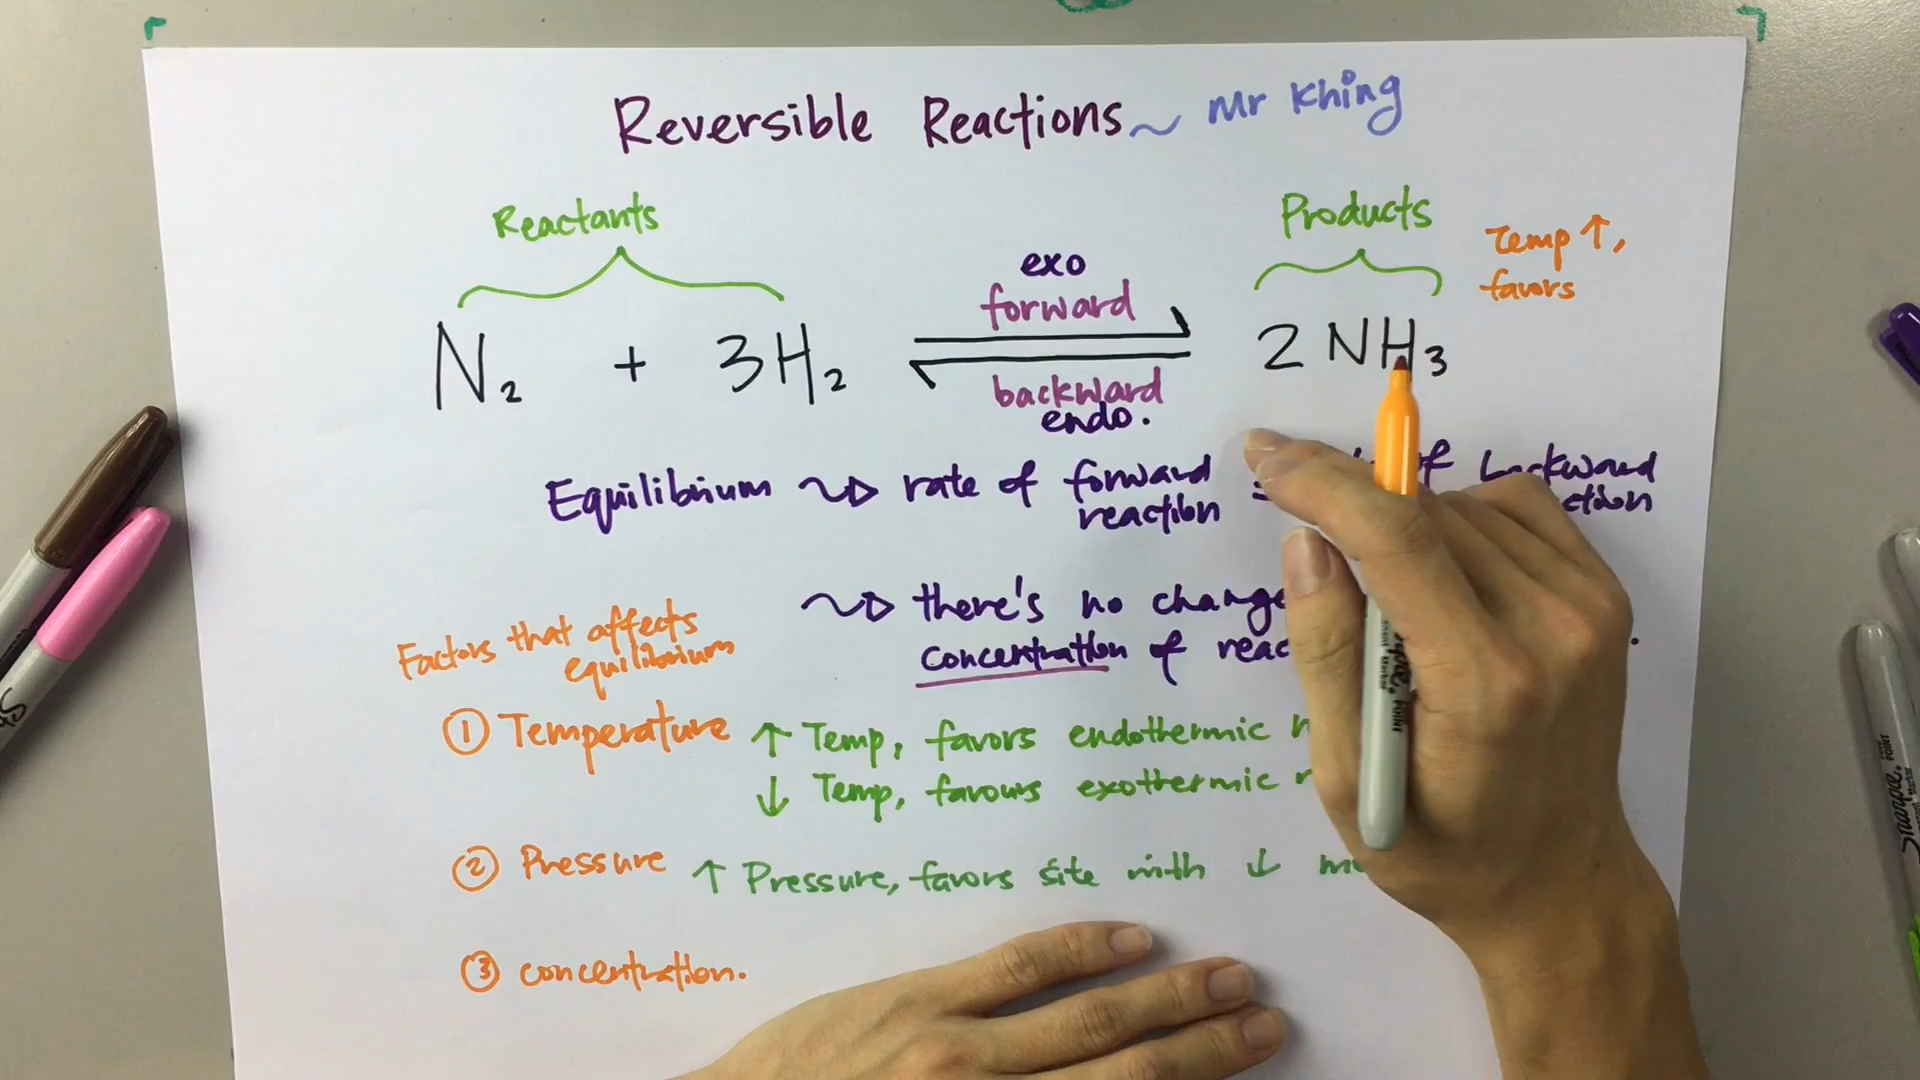 Reversible Reactions ~ Mr Khing
Reactants
Products
Temp ↑,
favors
exo
forward
N₂ + 3H₂ ⇌ 2NH₃
backward
endo.
Equilibrium ⇝ rate of forward reaction = of backward
there's no change
concentration of
Factors that affects
equilibrium
① Temperature ↑ Temp, favors endothermic
↓ Temp, favours exothermic
② Pressure ↑ Pressure, favors site with ↓
③ concentration.
Sharpie